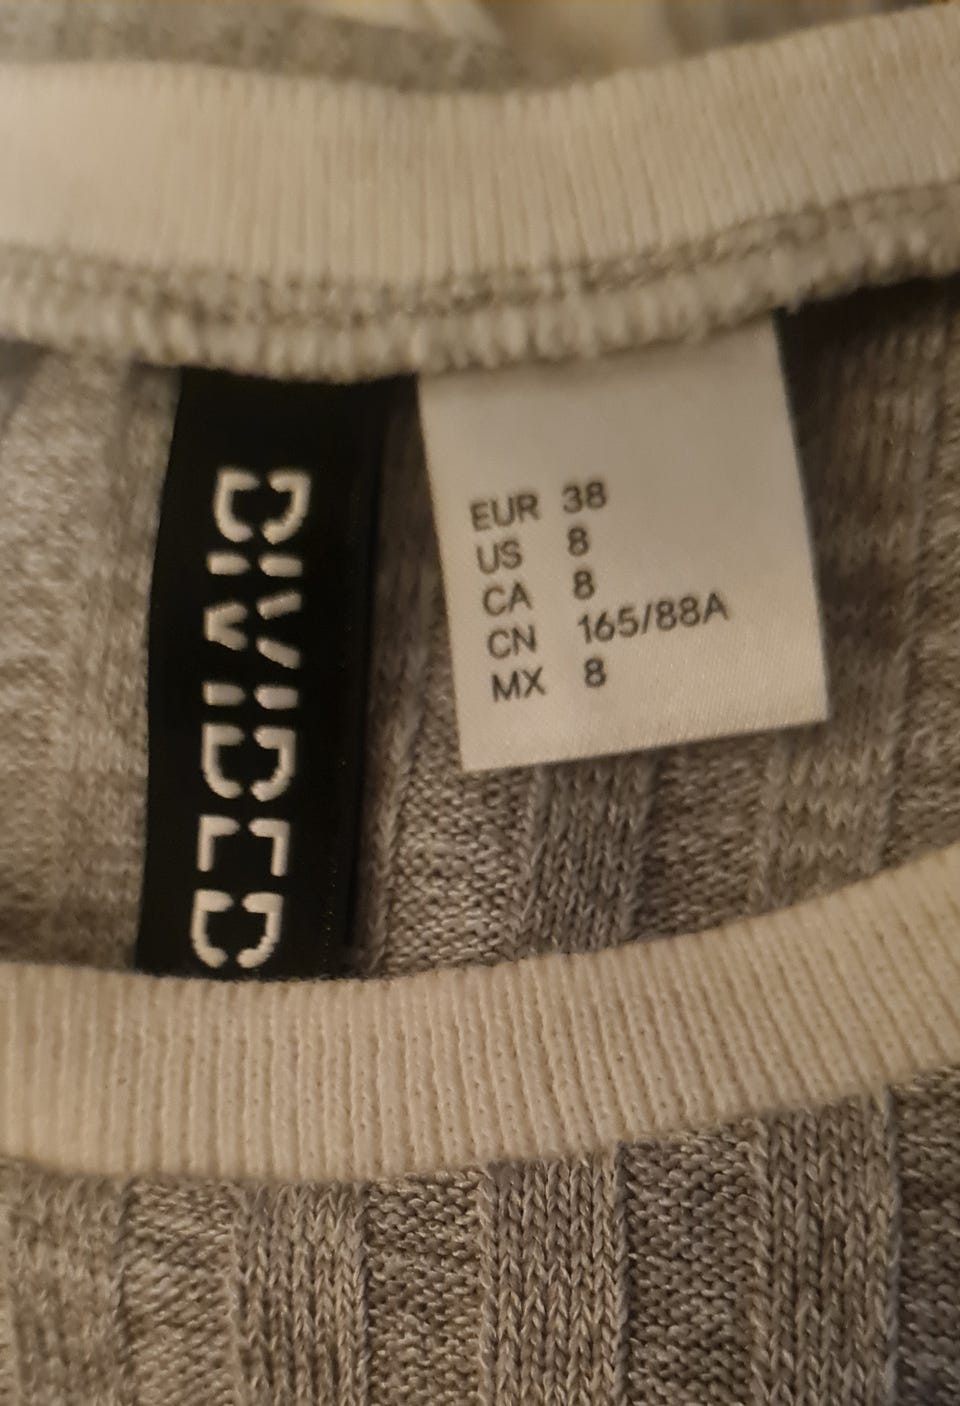 DIVIDED
EUR 38
US 8
CA 8
CN 165/88A
MX 8